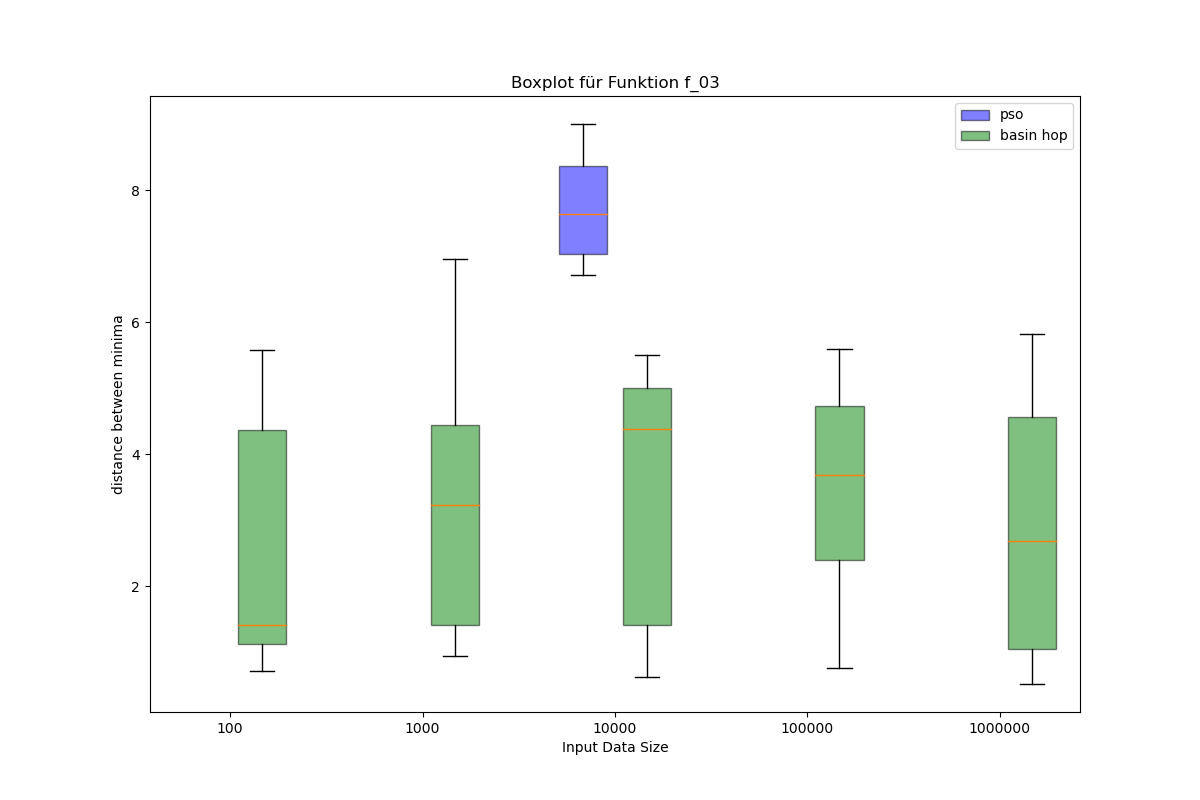 Boxplot für Funktion f_03
pso
basin hop
distance between minima
8
6
4
2
100
1000
10000
100000
1000000
Input Data Size